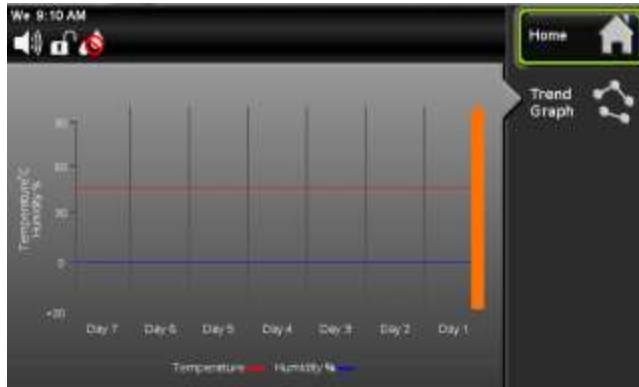 We 9:10 AM
Home
Trend
Graph
Temperature°C
Humidity %
90
60
30
0
Day 7 Day 6 Day 5 Day 4 Day 3 Day 2 Day 1
Temperature Humidity %